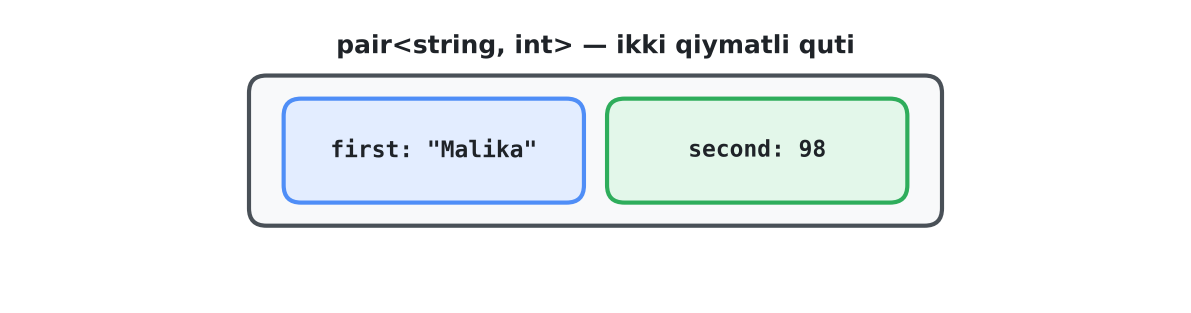 pair<string, int> — ikki qiymatli quti
first: "Malika"
second: 98